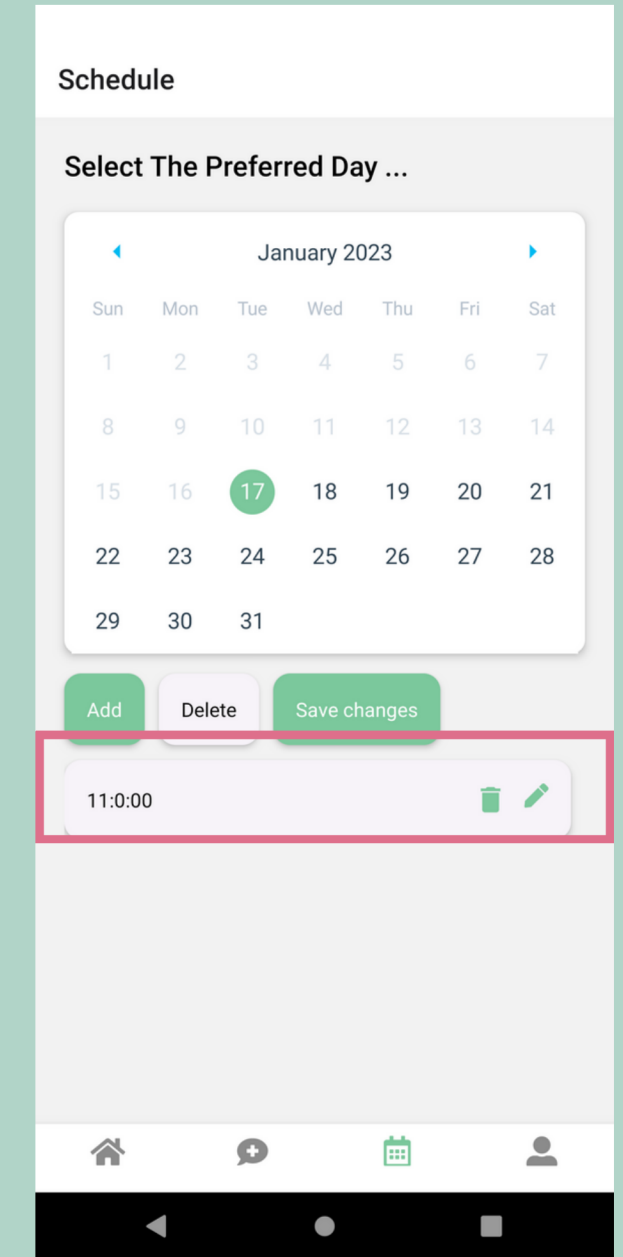 Schedule
Select The Preferred Day ...
January 2023
Sun Mon Tue Wed Thu Fri Sat
1 2 3 4 5 6 7
8 9 10 11 12 13 14
15 16 17 18 19 20 21
22 23 24 25 26 27 28
29 30 31
Add Delete Save changes
11:0:00